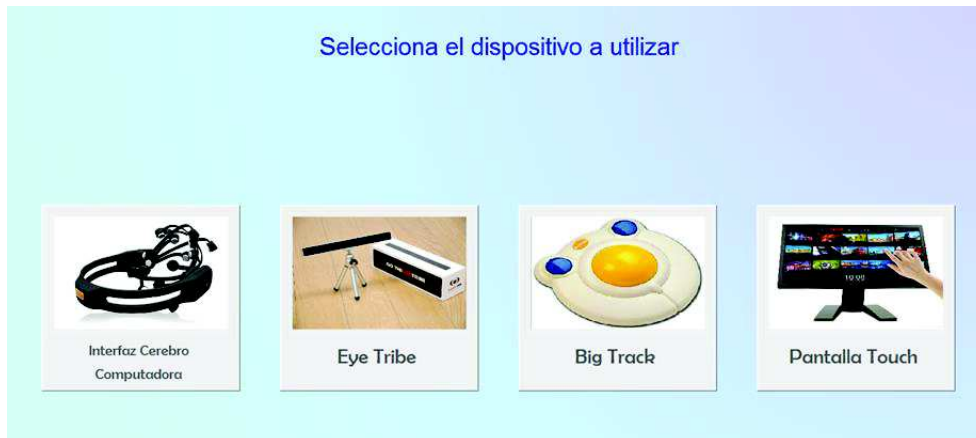 Selecciona el dispositivo a utilizar
Interfaz Cerebro
Computadora
Eye Tribe
Big Track
Pantalla Touch